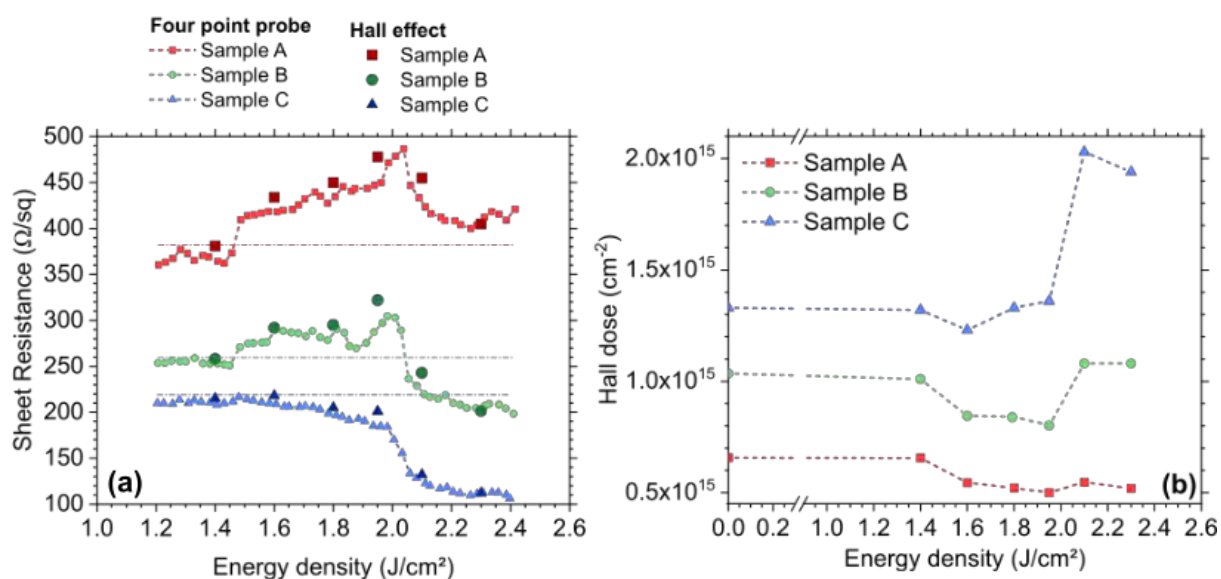 Four point probe
Sample A
Sample B
Sample C
Hall effect
Sample A
Sample B
Sample C
500
450
400
350
300
250
200
150
100
Sheet Resistance (Ω/sq)
(a)
1.0 1.2 1.4 1.6 1.8 2.0 2.2 2.4 2.6
Energy density (J/cm²)
Sample A
Sample B
Sample C
2.0x10¹⁵
1.5x10¹⁵
1.0x10¹⁵
0.5x10¹⁵
Hall dose (cm⁻²)
(b)
0.0 0.2 1.0 1.2 1.4 1.6 1.8 2.0 2.2 2.4 2.6
Energy density (J/cm²)